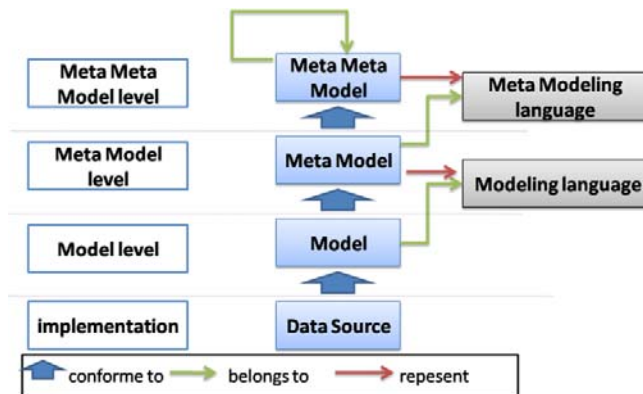 Meta Meta
Model level
Meta Meta
Model
Meta Modeling
language
Meta Model
level
Meta Model
Modeling language
Model level
Model
implementation
Data Source
conforme to
belongs to
repesent